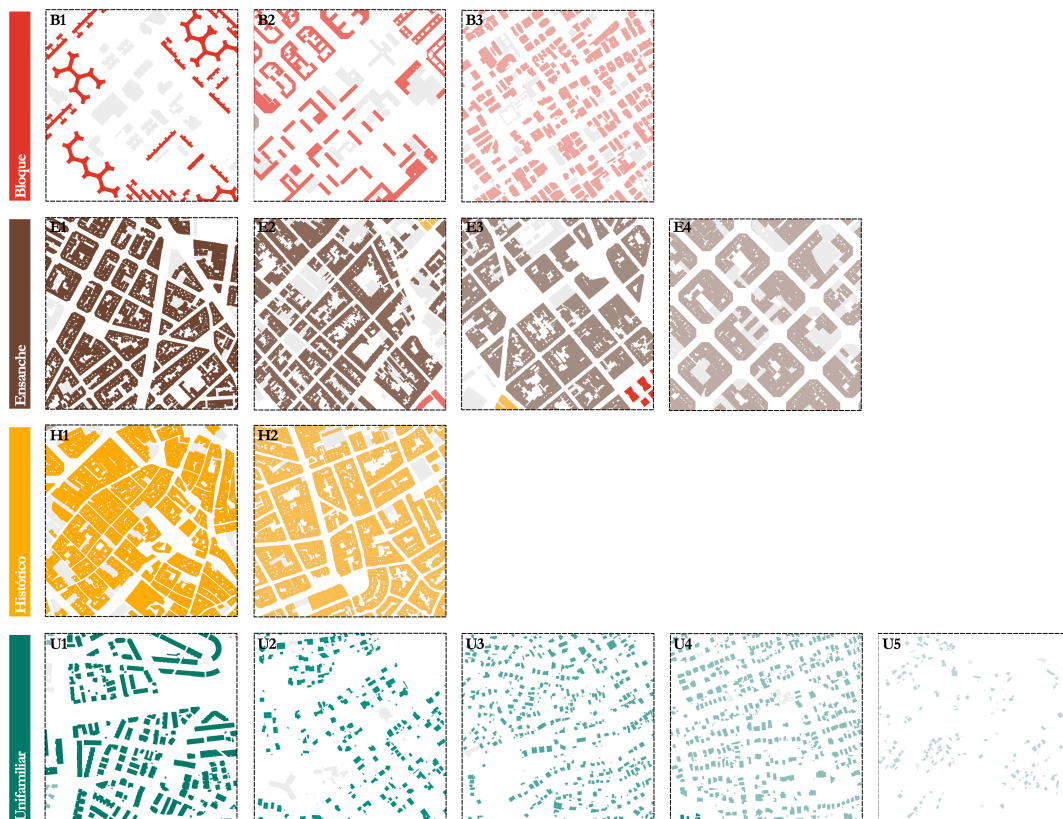 Bloque
B1 B2 B3
Ensanche
E1 E2 E3 E4
Histórico
H1 H2
Unifamiliar
U1 U2 U3 U4 U5